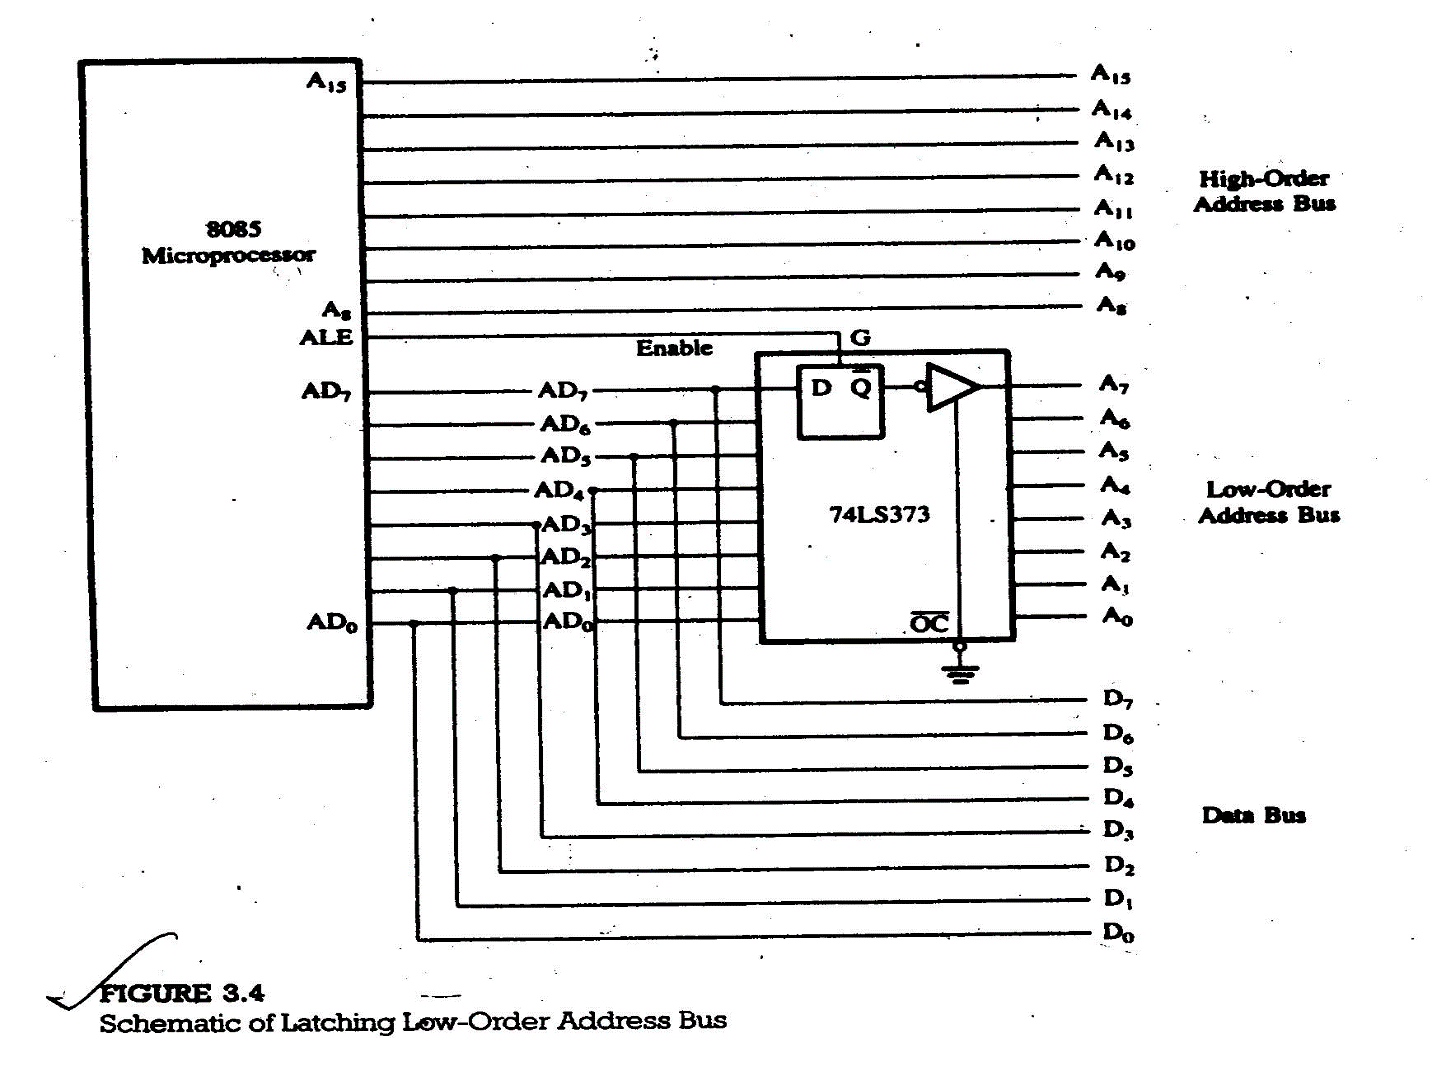 A15
A15
A14
A13
A12
High-Order
Address Bus
A11
8085
Microprocessor
A10
A9
A8
A8
ALE
Enable
G
AD7
AD7
D
Q̅
A7
AD6
A6
AD5
A5
AD4
Low-Order
Address Bus
A4
AD3
74LS373
A3
AD2
A2
AD1
A1
AD0
AD0
O̅C̅
A0
D7
D6
D5
D4
Data Bus
D3
D2
D1
D0
FIGURE 3.4
Schematic of Latching Low-Order Address Bus